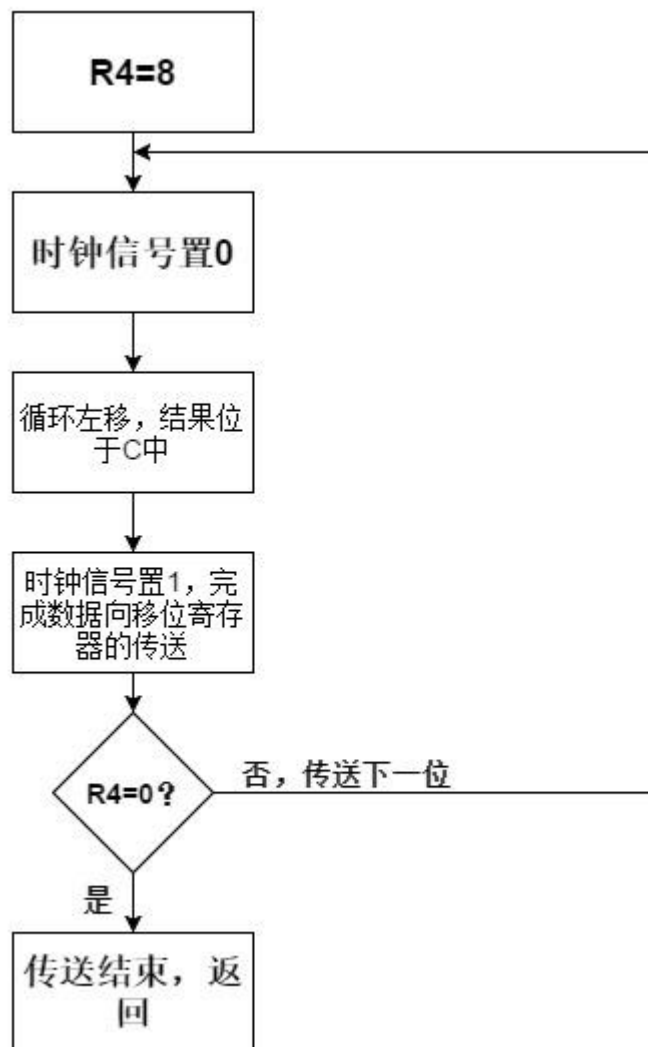 R4=8
时钟信号置0
循环左移，结果位
于C中
时钟信号置1，完
成数据向移位寄存
器的传送
R4=0？
否，传送下一位
是
传送结束，返
回